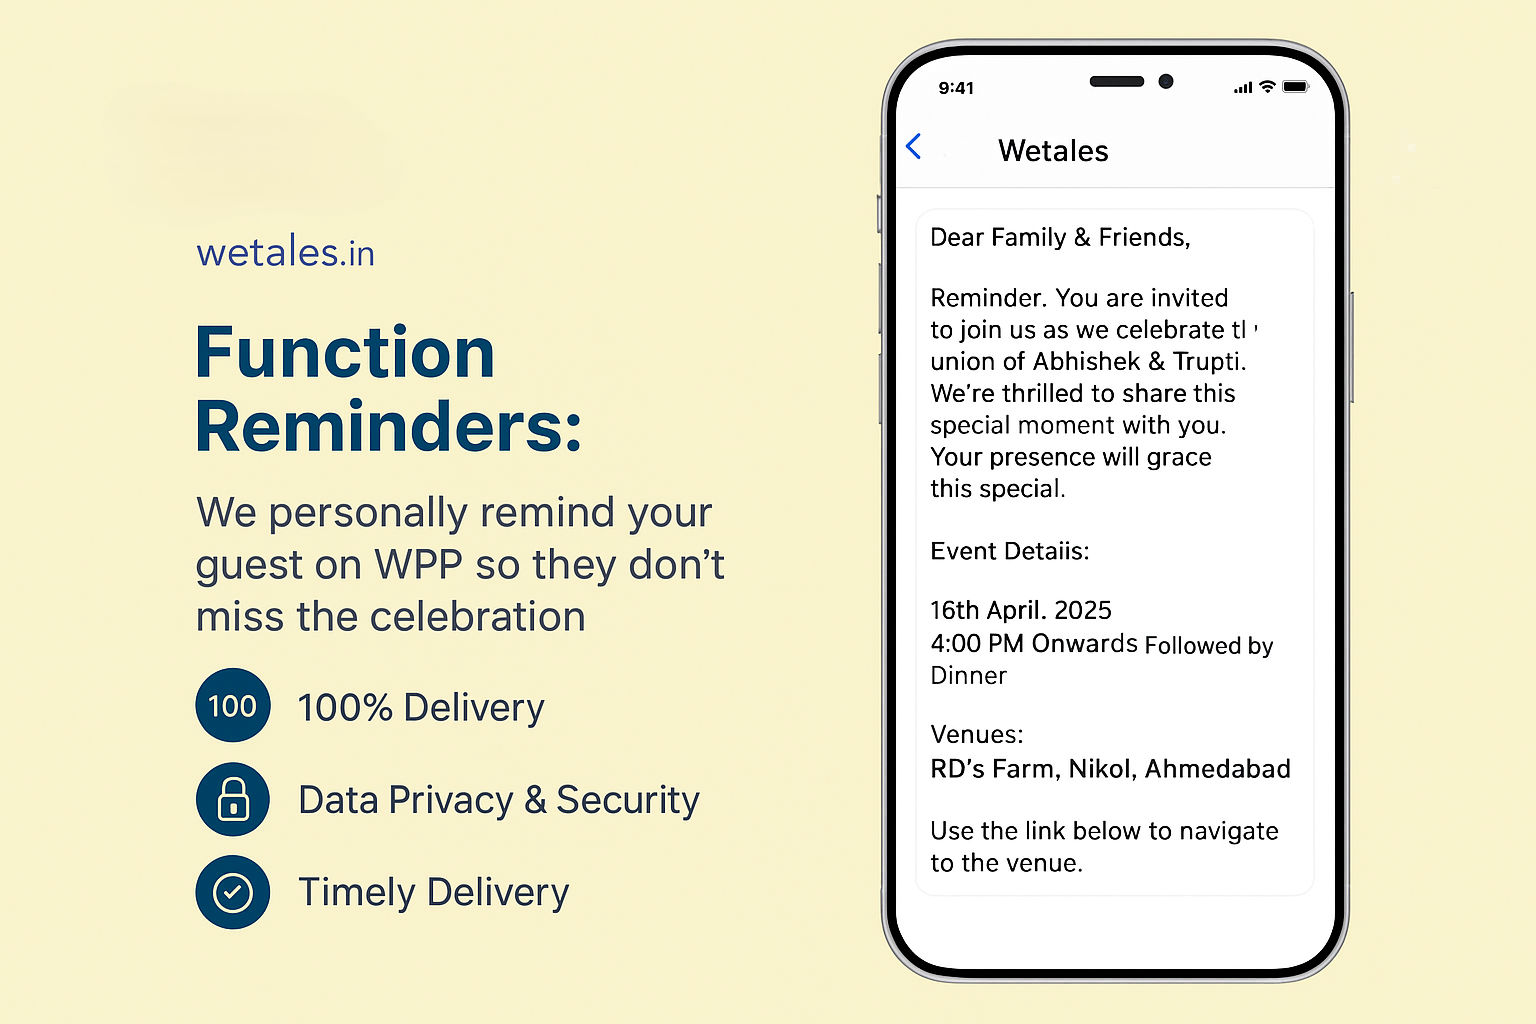 wetales.in
Function
Reminders:
We personally remind your
guest on WPP so they don't
miss the celebration
100 100% Delivery
Data Privacy & Security
Timely Delivery
9:41
Wetales
Dear Family & Friends,
Reminder. You are invited
to join us as we celebrate
union of Abhishek & Trupti.
We're thrilled to share this
special moment with you.
Your presence will grace
this special.
Event Detaiis:
16th April. 2025
4:00 PM Onwards Followed by
Dinner
Venues:
RD's Farm, Nikol, Ahmedabad
Use the link below to navigate
to the venue.